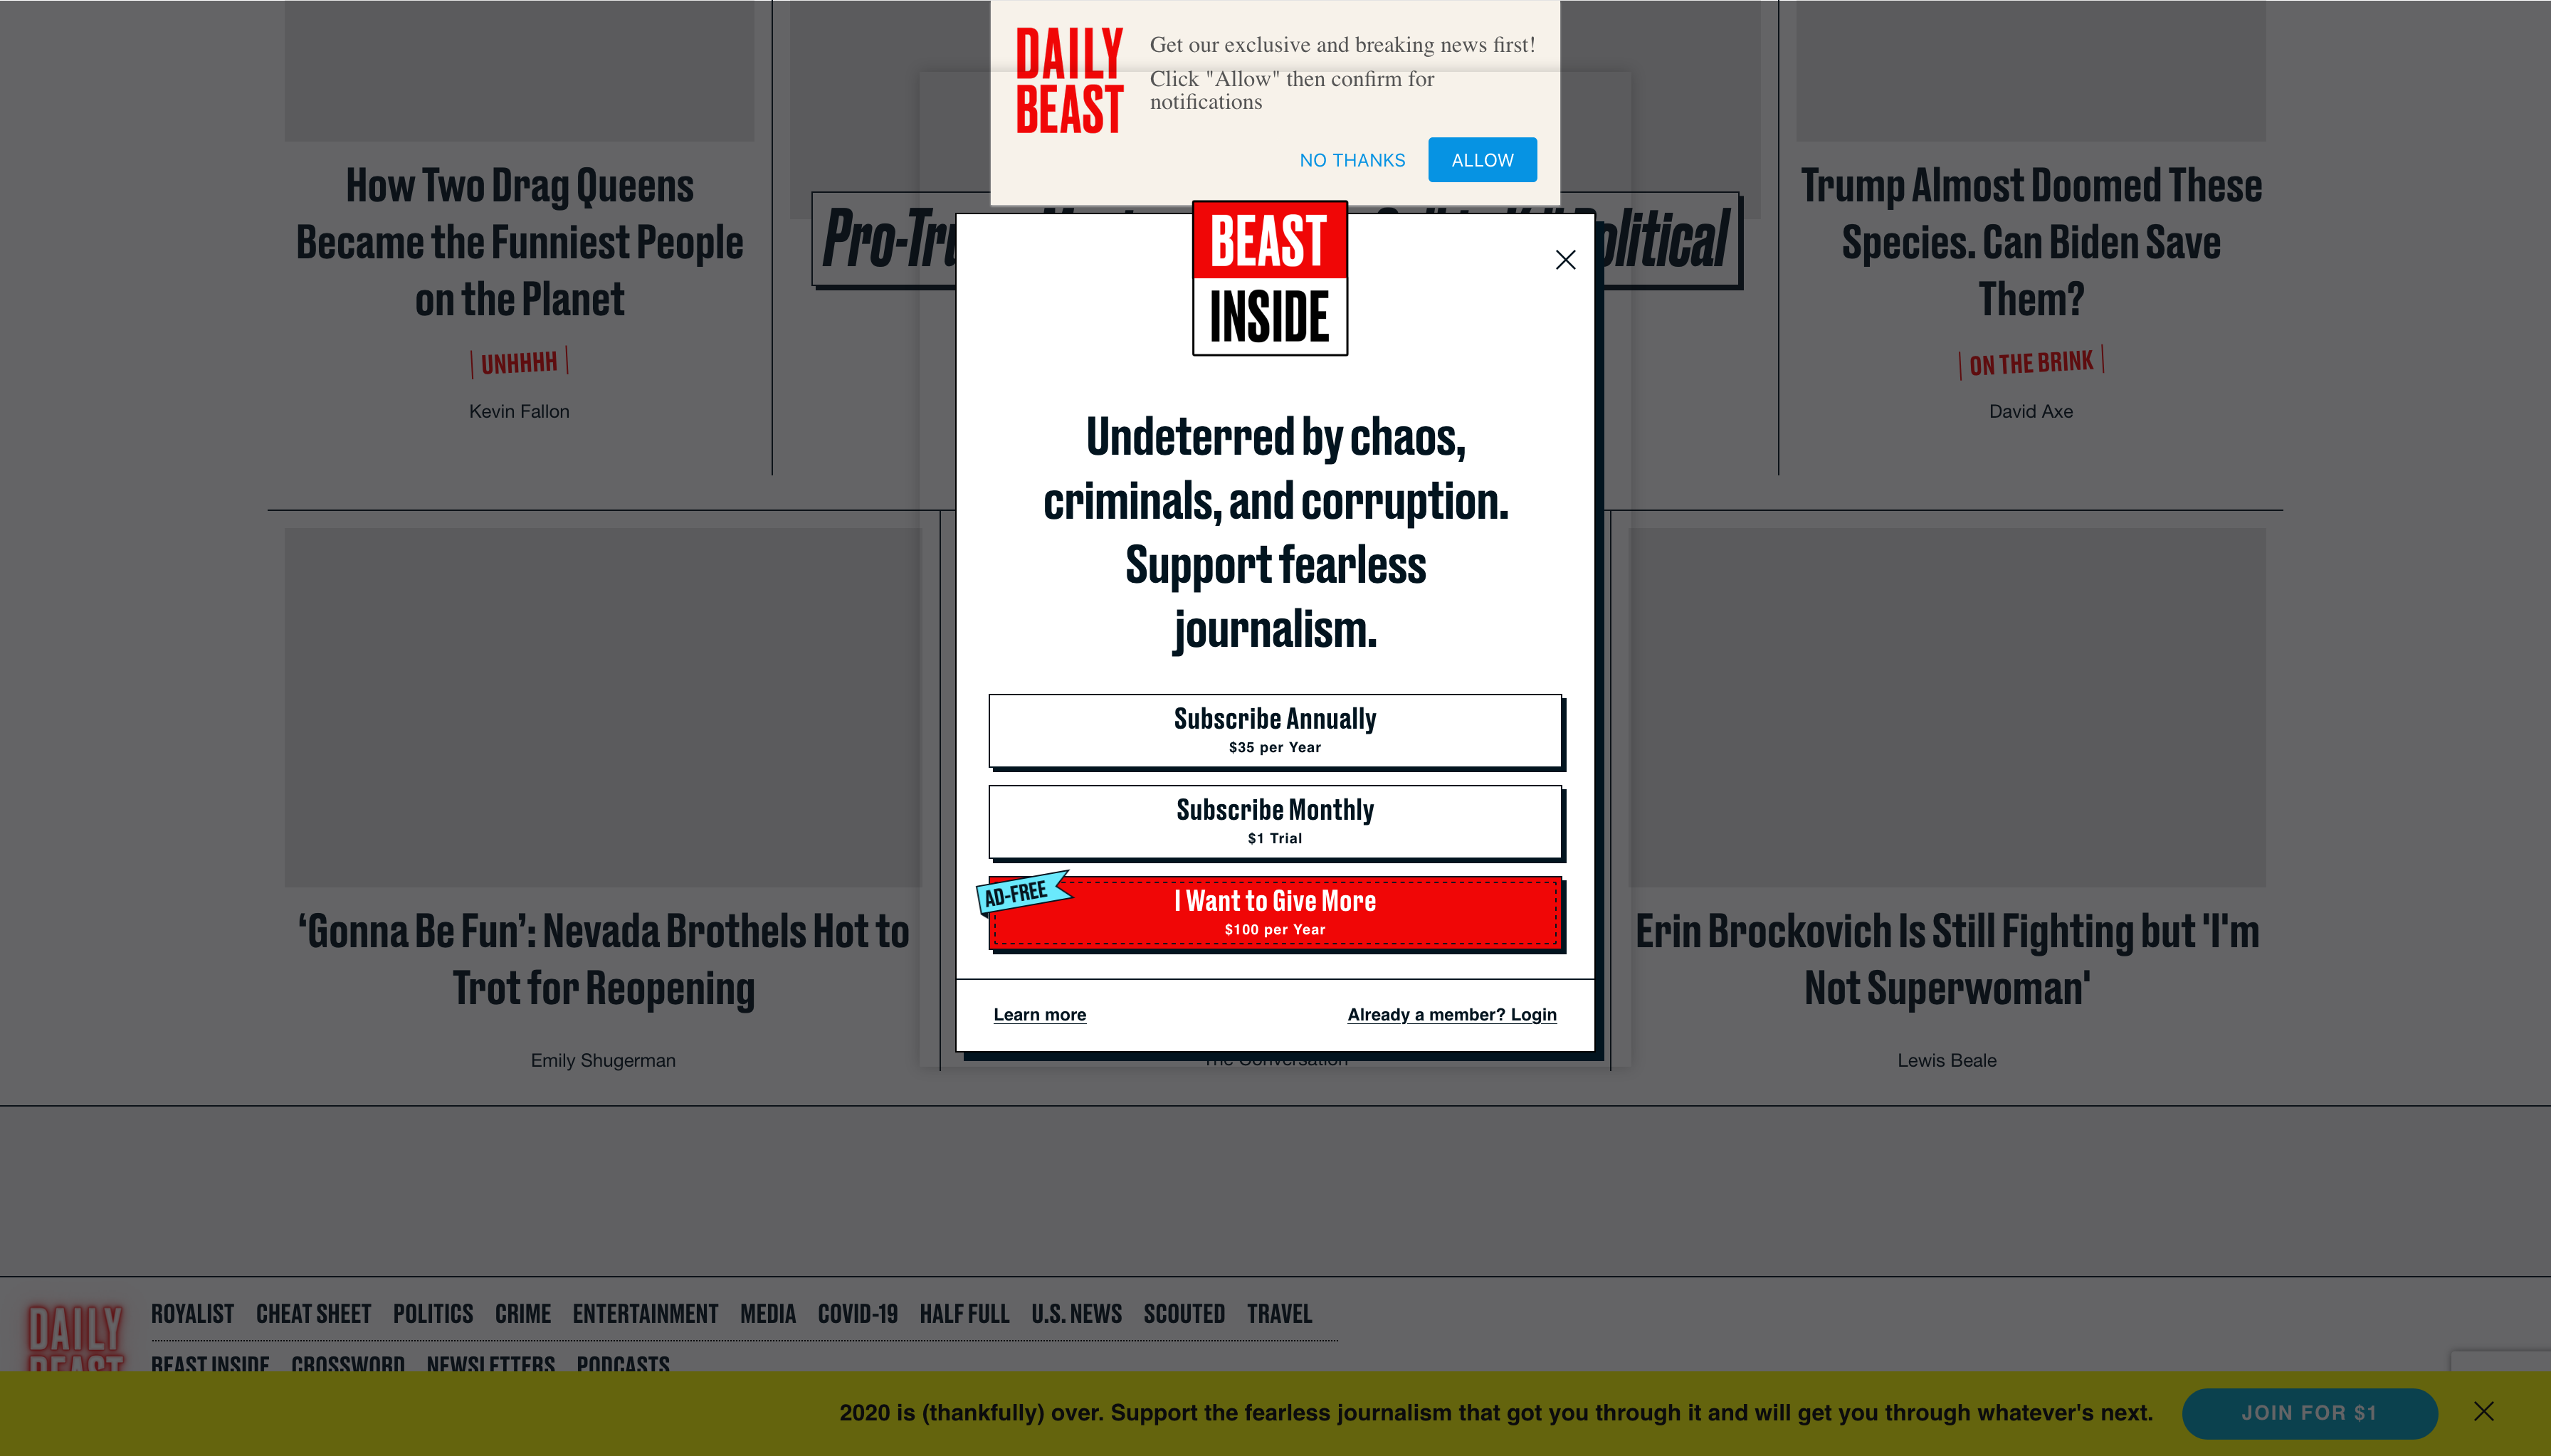 DAILY
BEAST
Get our exclusive and breaking news first!
Click "Allow" then confirm for
notifications
NO THANKS
ALLOW
How Two Drag Queens
Became the Funniest People
on the Planet
UNHHHH
Kevin Fallon
Pro-Tru
olitical
Trump Almost Doomed These
Species. Can Biden Save
Them?
ON THE BRINK
David Axe
BEAST
INSIDE
Undeterred by chaos,
criminals, and corruption.
Support fearless
journalism.
Subscribe Annually
$35 per Year
Subscribe Monthly
$1 Trial
AD-FREE
I Want to Give More
$100 per Year
Learn more
Already a member? Login
‘Gonna Be Fun’: Nevada Brothels Hot to
Trot for Reopening
Emily Shugerman
The Conversation
Erin Brockovich Is Still Fighting but 'I'm
Not Superwoman'
Lewis Beale
DAILY
BEAST
ROYALIST CHEAT SHEET POLITICS CRIME ENTERTAINMENT MEDIA COVID-19 HALF FULL U.S. NEWS SCOUTED TRAVEL
BEAST INSIDE CROSSWORD NEWSLETTERS PODCASTS
2020 is (thankfully) over. Support the fearless journalism that got you through it and will get you through whatever's next.
JOIN FOR $1